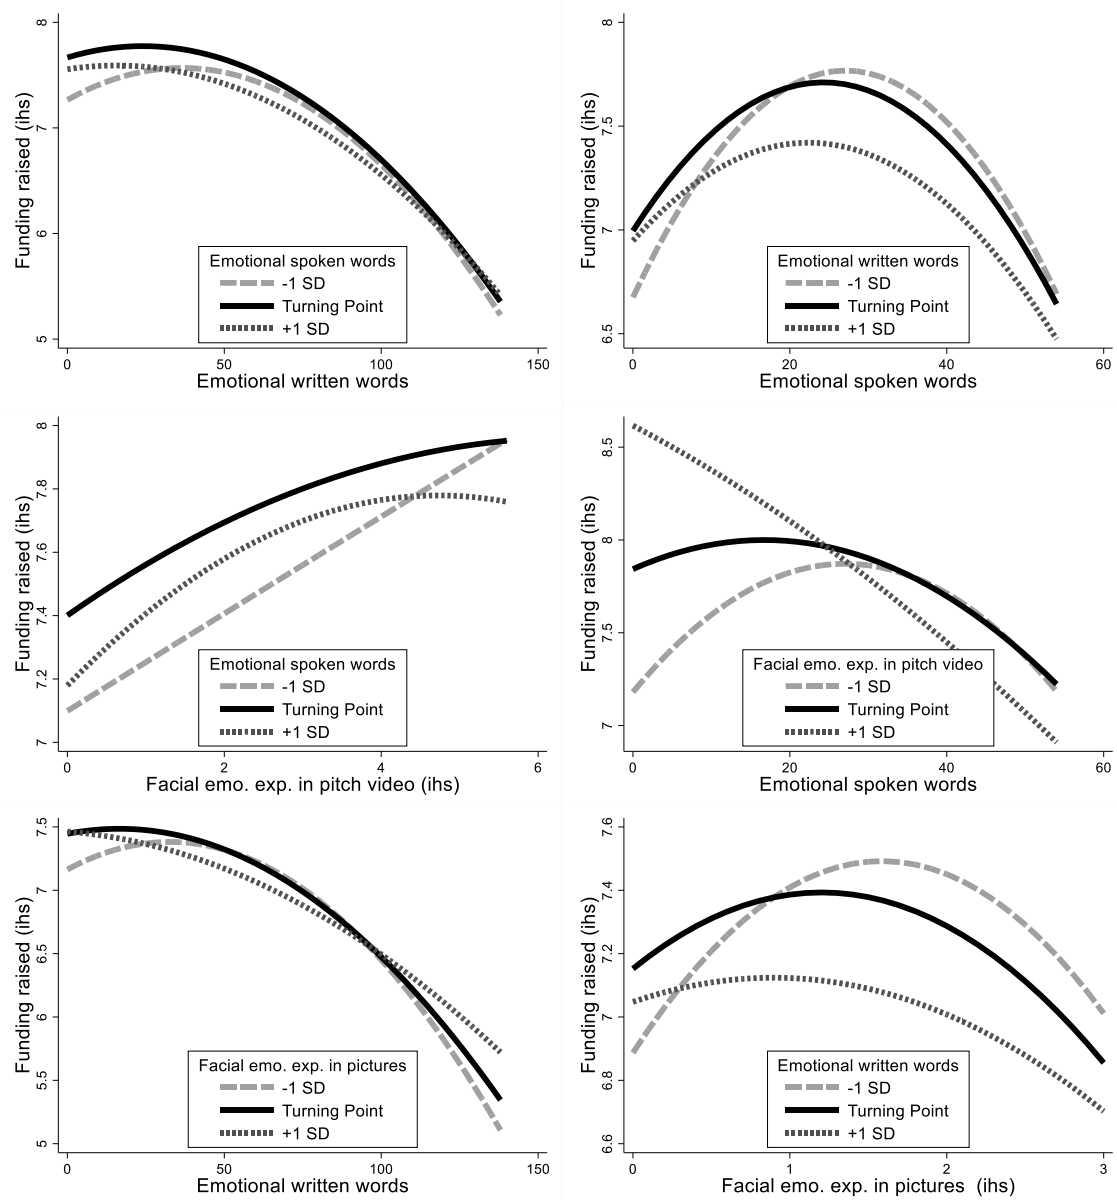 Funding raised (ihs)
8
7
6
5
Emotional spoken words
-1 SD
Turning Point
+1 SD
0 50 100 150
Emotional written words
Funding raised (ihs)
8
7.5
7
6.5
Emotional written words
-1 SD
Turning Point
+1 SD
0 20 40 60
Emotional spoken words
Funding raised (ihs)
8
7.8
7.6
7.4
7.2
7
Emotional spoken words
-1 SD
Turning Point
+1 SD
0 2 4 6
Facial emo. exp. in pitch video (ihs)
Funding raised (ihs)
8.5
8
7.5
7
Facial emo. exp. in pitch video
-1 SD
Turning Point
+1 SD
0 20 40 60
Emotional spoken words
Funding raised (ihs)
7.5
7
6.5
6
5.5
5
Facial emo. exp. in pictures
-1 SD
Turning Point
+1 SD
0 50 100 150
Emotional written words
Funding raised (ihs)
7.6
7.4
7.2
7
6.8
6.6
Emotional written words
-1 SD
Turning Point
+1 SD
0 1 2 3
Facial emo. exp. in pictures (ihs)